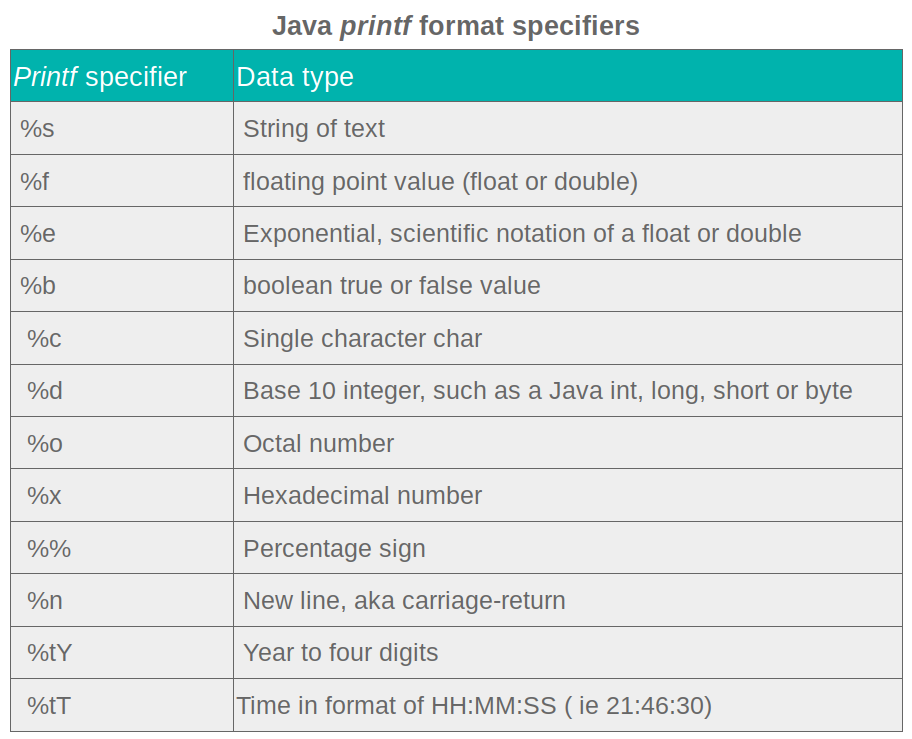 Java printf format specifiers
Printf specifier Data type
%s String of text
%f floating point value (float or double)
%e Exponential, scientific notation of a float or double
%b boolean true or false value
%c Single character char
%d Base 10 integer, such as a Java int, long, short or byte
%o Octal number
%x Hexadecimal number
%% Percentage sign
%n New line, aka carriage-return
%tY Year to four digits
%tT Time in format of HH:MM:SS ( ie 21:46:30)